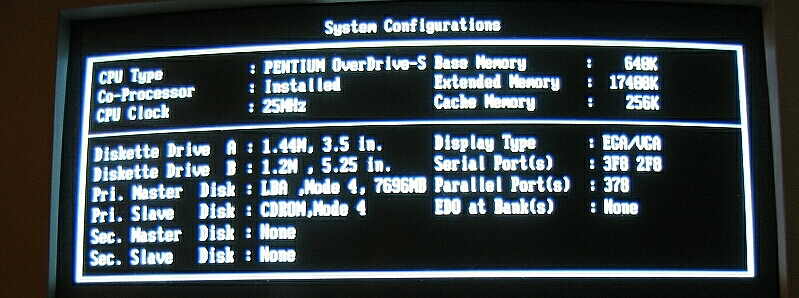 System Configurations
CPU Type : PENTIUM OverDrive-S Base Memory : 640K
Co-Processor : Installed Extended Memory : 17408K
CPU Clock : 25MHz Cache Memory : 256K
Diskette Drive A : 1.44M, 3.5 in. Display Type : EGA/VGA
Diskette Drive B : 1.2M , 5.25 in. Serial Port(s) : 3F8 2F8
Pri. Master Disk : LBA ,Mode 4, 7696MB Parallel Port(s) : 378
Pri. Slave Disk : CDROM,Mode 4 EDO at Bank(s) : None
Sec. Master Disk : None
Sec. Slave Disk : None